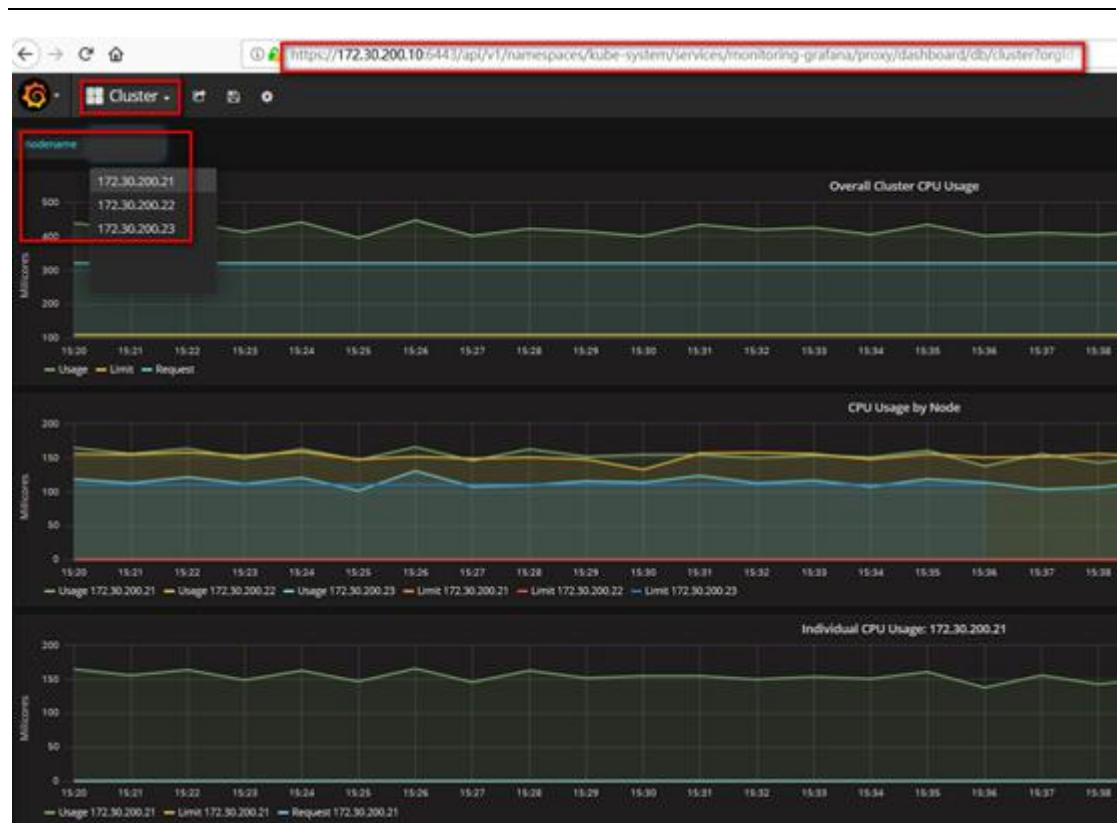 https://172.30.200.10:6443/api/v1/namespaces/kube-system/services/monitoring-grafana/proxy/dashboard/db/cluster?orgId
Cluster
nodename
172.30.200.21
172.30.200.22
172.30.200.23
Overall Cluster CPU Usage
Millicores
500
400
300
200
100
15:20 15:21 15:22 15:23 15:24 15:25 15:26 15:27 15:28 15:29 15:30 15:31 15:32 15:33 15:34 15:35 15:36 15:37 15:38
Usage Limit Request
CPU Usage by Node
Millicores
200
150
100
50
0
15:20 15:21 15:22 15:23 15:24 15:25 15:26 15:27 15:28 15:29 15:30 15:31 15:32 15:33 15:34 15:35 15:36 15:37 15:38
Usage 172.30.200.21 Usage 172.30.200.22 Usage 172.30.200.23 Limit 172.30.200.21 Limit 172.30.200.22 Limit 172.30.200.23
Individual CPU Usage: 172.30.200.21
Millicores
200
150
100
50
0
15:20 15:21 15:22 15:23 15:24 15:25 15:26 15:27 15:28 15:29 15:30 15:31 15:32 15:33 15:34 15:35 15:36 15:37 15:38
Usage 172.30.200.21 Limit 172.30.200.21 Request 172.30.200.21